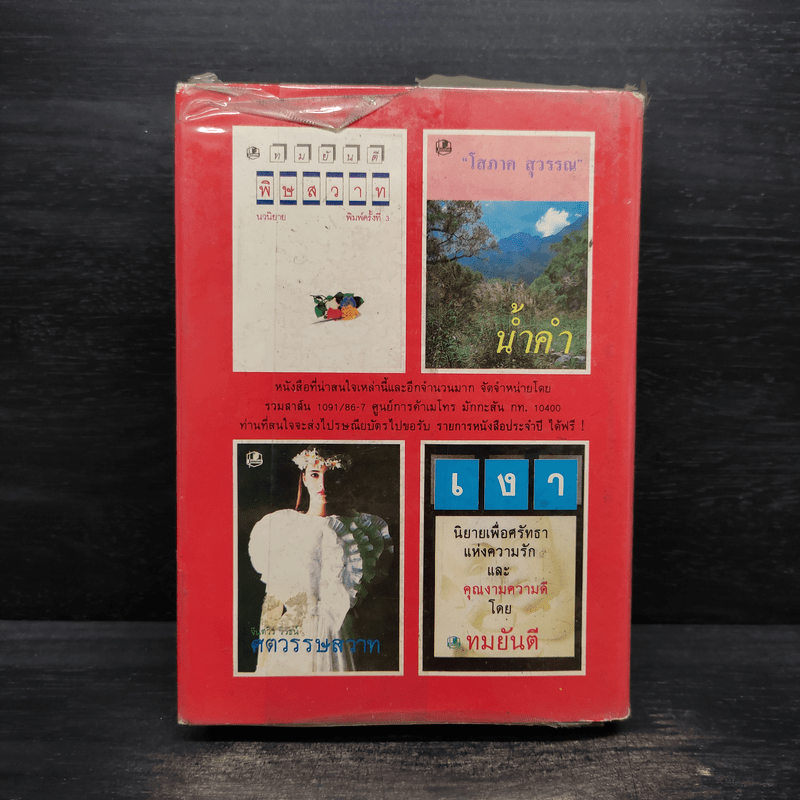 ทมยันตี
พิษสวาท
นวนิยาย พิมพ์ครั้งที่ 3
"โสภาค สุวรรณ"
น้ำคำ
หนังสือที่น่าสนใจเหล่านี้และอีกจำนวนมาก จัดจำหน่ายโดย
รวมสาส์น 1091/86-7 ศูนย์การค้าเมโทร มักกะสัน กท. 10400
ท่านที่สนใจจะส่งไปรษณียบัตรไปขอรับ รายการหนังสือประจำปี ได้ฟรี !
จินตวีร์ วิวัธน์
ศตวรรษสวาท
เงา
นิยายเพื่อศรัทธา
แห่งความรัก
และ
คุณงามความดี
โดย
ทมยันตี